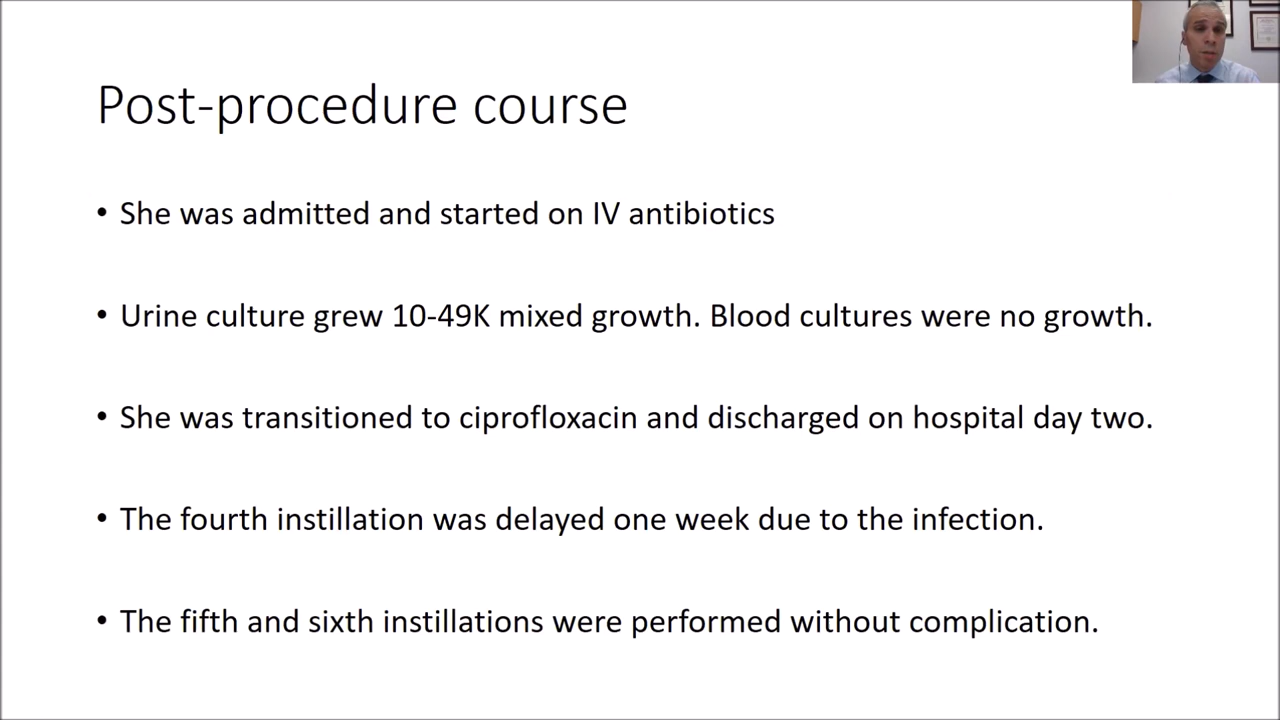 Post-procedure course
• She was admitted and started on IV antibiotics
• Urine culture grew 10-49K mixed growth. Blood cultures were no growth.
• She was transitioned to ciprofloxacin and discharged on hospital day two.
• The fourth instillation was delayed one week due to the infection.
• The fifth and sixth instillations were performed without complication.